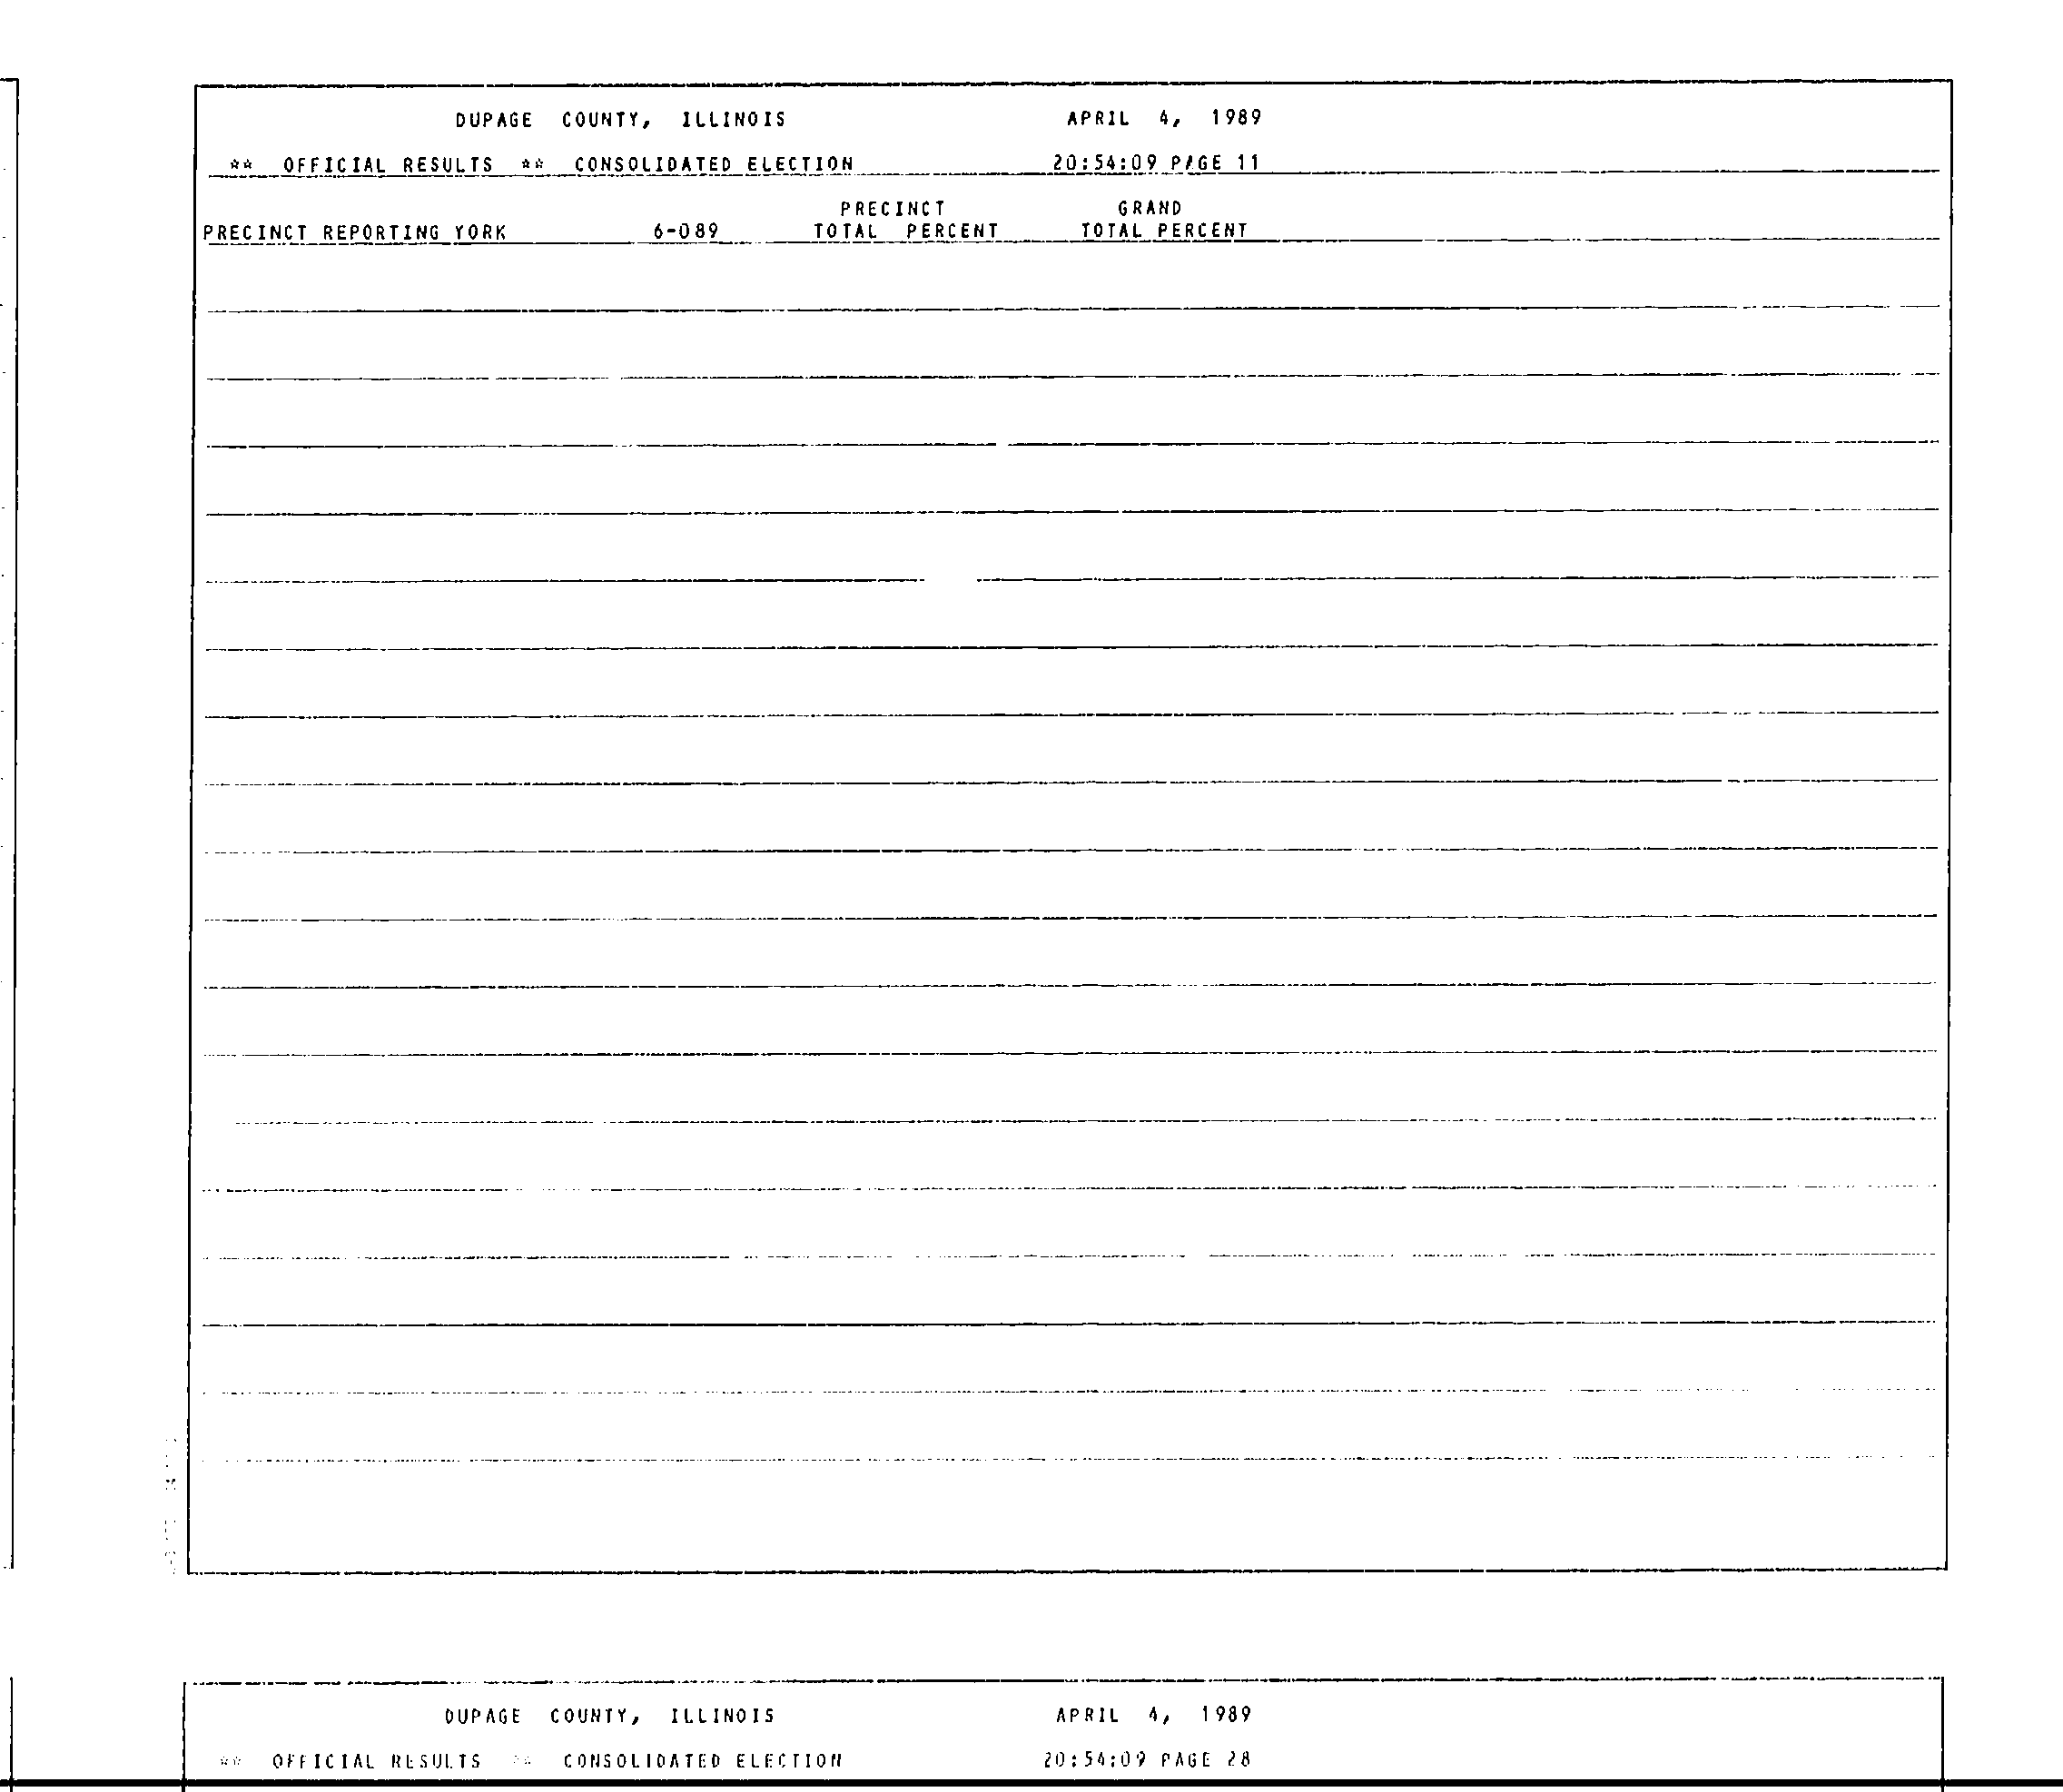 DUPAGE COUNTY, ILLINOIS APRIL 4, 1989
** OFFICIAL RESULTS ** CONSOLIDATED ELECTION 20:54:09 PAGE 11
PRECINCT GRAND
PRECINCT REPORTING YORK 6-089 TOTAL PERCENT TOTAL PERCENT
DUPAGE COUNTY, ILLINOIS APRIL 4, 1989
** OFFICIAL RESULTS ** CONSOLIDATED ELECTION 20:54:09 PAGE 28